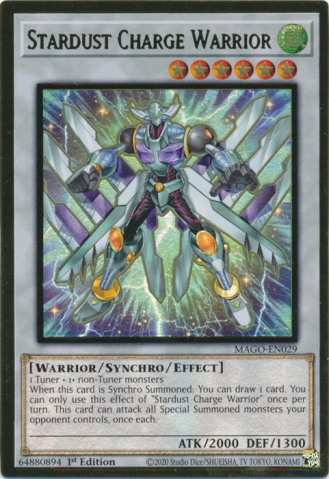 STARDUST CHARGE WARRIOR
MAGO-EN029
[WARRIOR/SYNCHRO/EFFECT]
1 Tuner + 1+ non-Tuner monsters
When this card is Synchro Summoned: You can draw 1 card. You
can only use this effect of "Stardust Charge Warrior" once per
turn. This card can attack all Special Summoned monsters your
opponent controls, once each.
ATK/2000 DEF/1300
64880894 1st Edition ©2020 Studio Dice/SHUEISHA, TV TOKYO, KONAMI